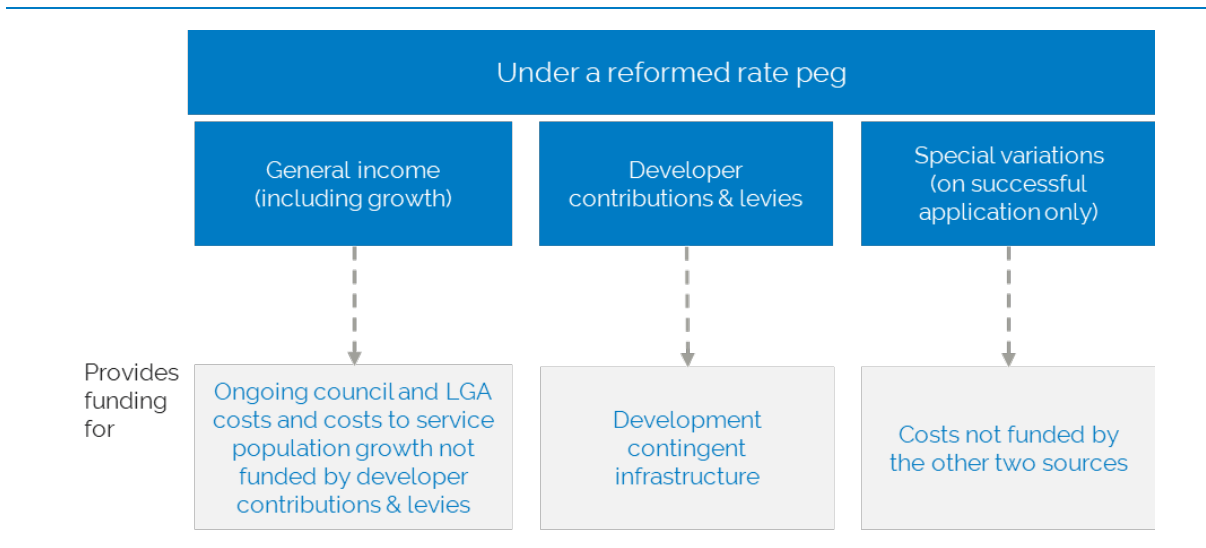 Under a reformed rate peg
General income
(including growth)
Developer
contributions & levies
Special variations
(on successful
application only)
Provides
funding
for
Ongoing council and LGA
costs and costs to service
population growth not
funded by developer
contributions & levies
Development
contingent
infrastructure
Costs not funded by
the other two sources